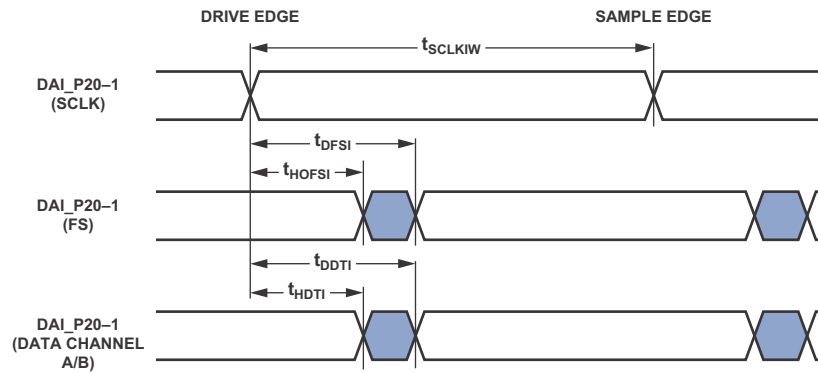 DRIVE EDGE
SAMPLE EDGE
tSCLKIW
DAI_P20–1
(SCLK)
tDFSI
tHOFSI
DAI_P20–1
(FS)
tDDTI
tHDTI
DAI_P20–1
(DATA CHANNEL
A/B)